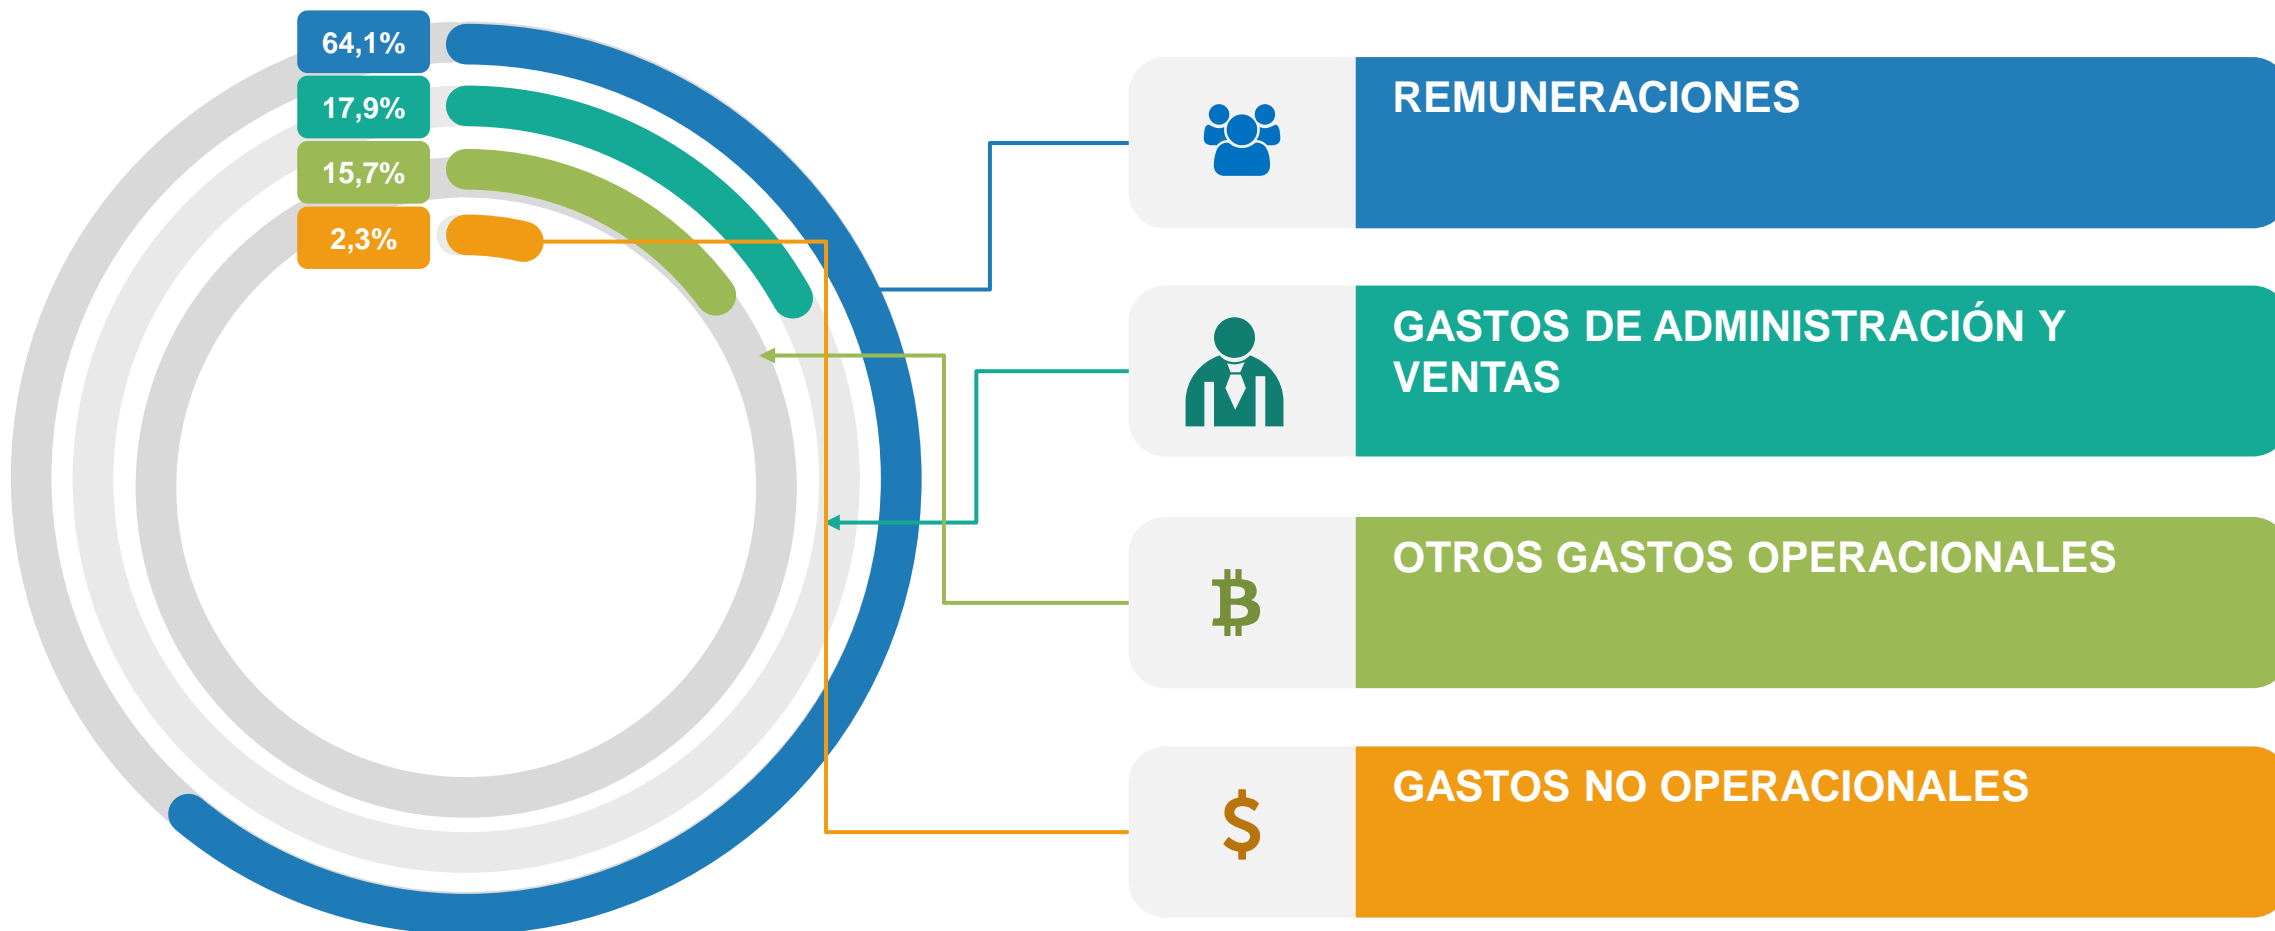 64,1%
17,9%
15,7%
2,3%
REMUNERACIONES
GASTOS DE ADMINISTRACIÓN Y
VENTAS
OTROS GASTOS OPERACIONALES
GASTOS NO OPERACIONALES